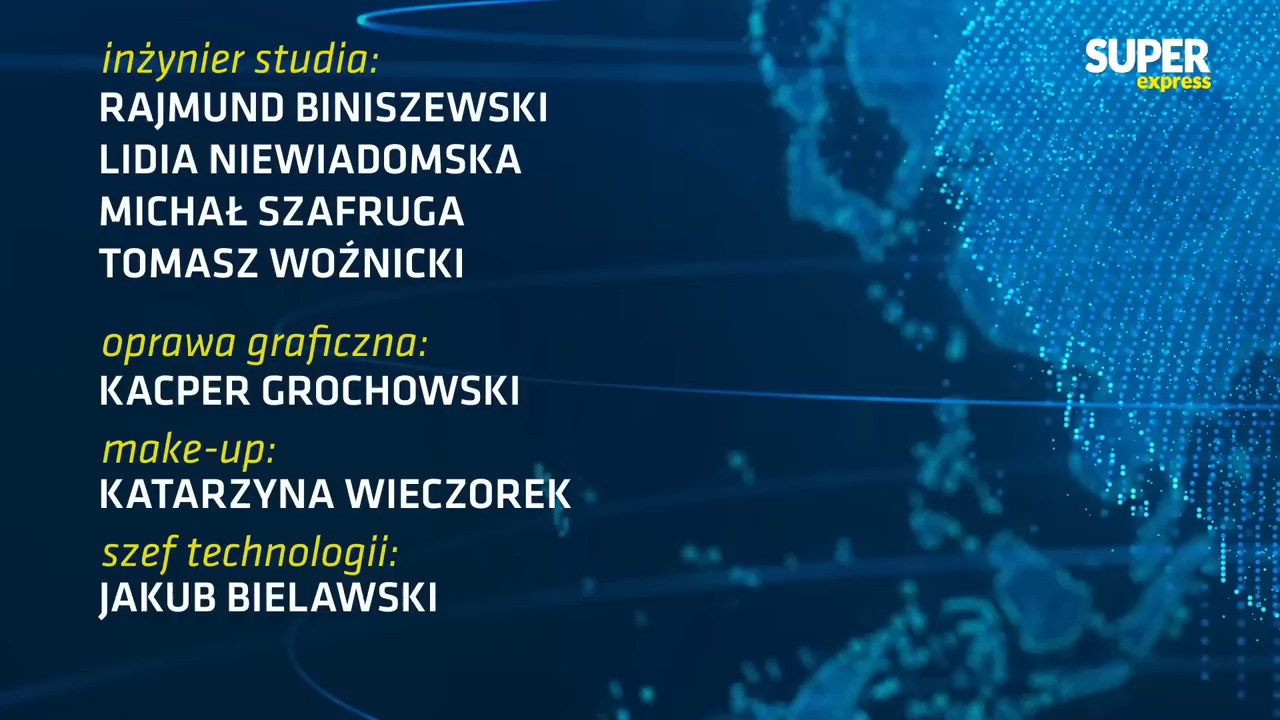 inżynier studia:
RAJMUND BINISZEWSKI
LIDIA NIEWIADOMSKA
MICHAŁ SZAFRUGA
TOMASZ WOŹNICKI
oprawa graficzna:
KACPER GROCHOWSKI
make-up:
KATARZYNA WIECZOREK
szef technologii:
JAKUB BIELAWSKI
SUPER
express